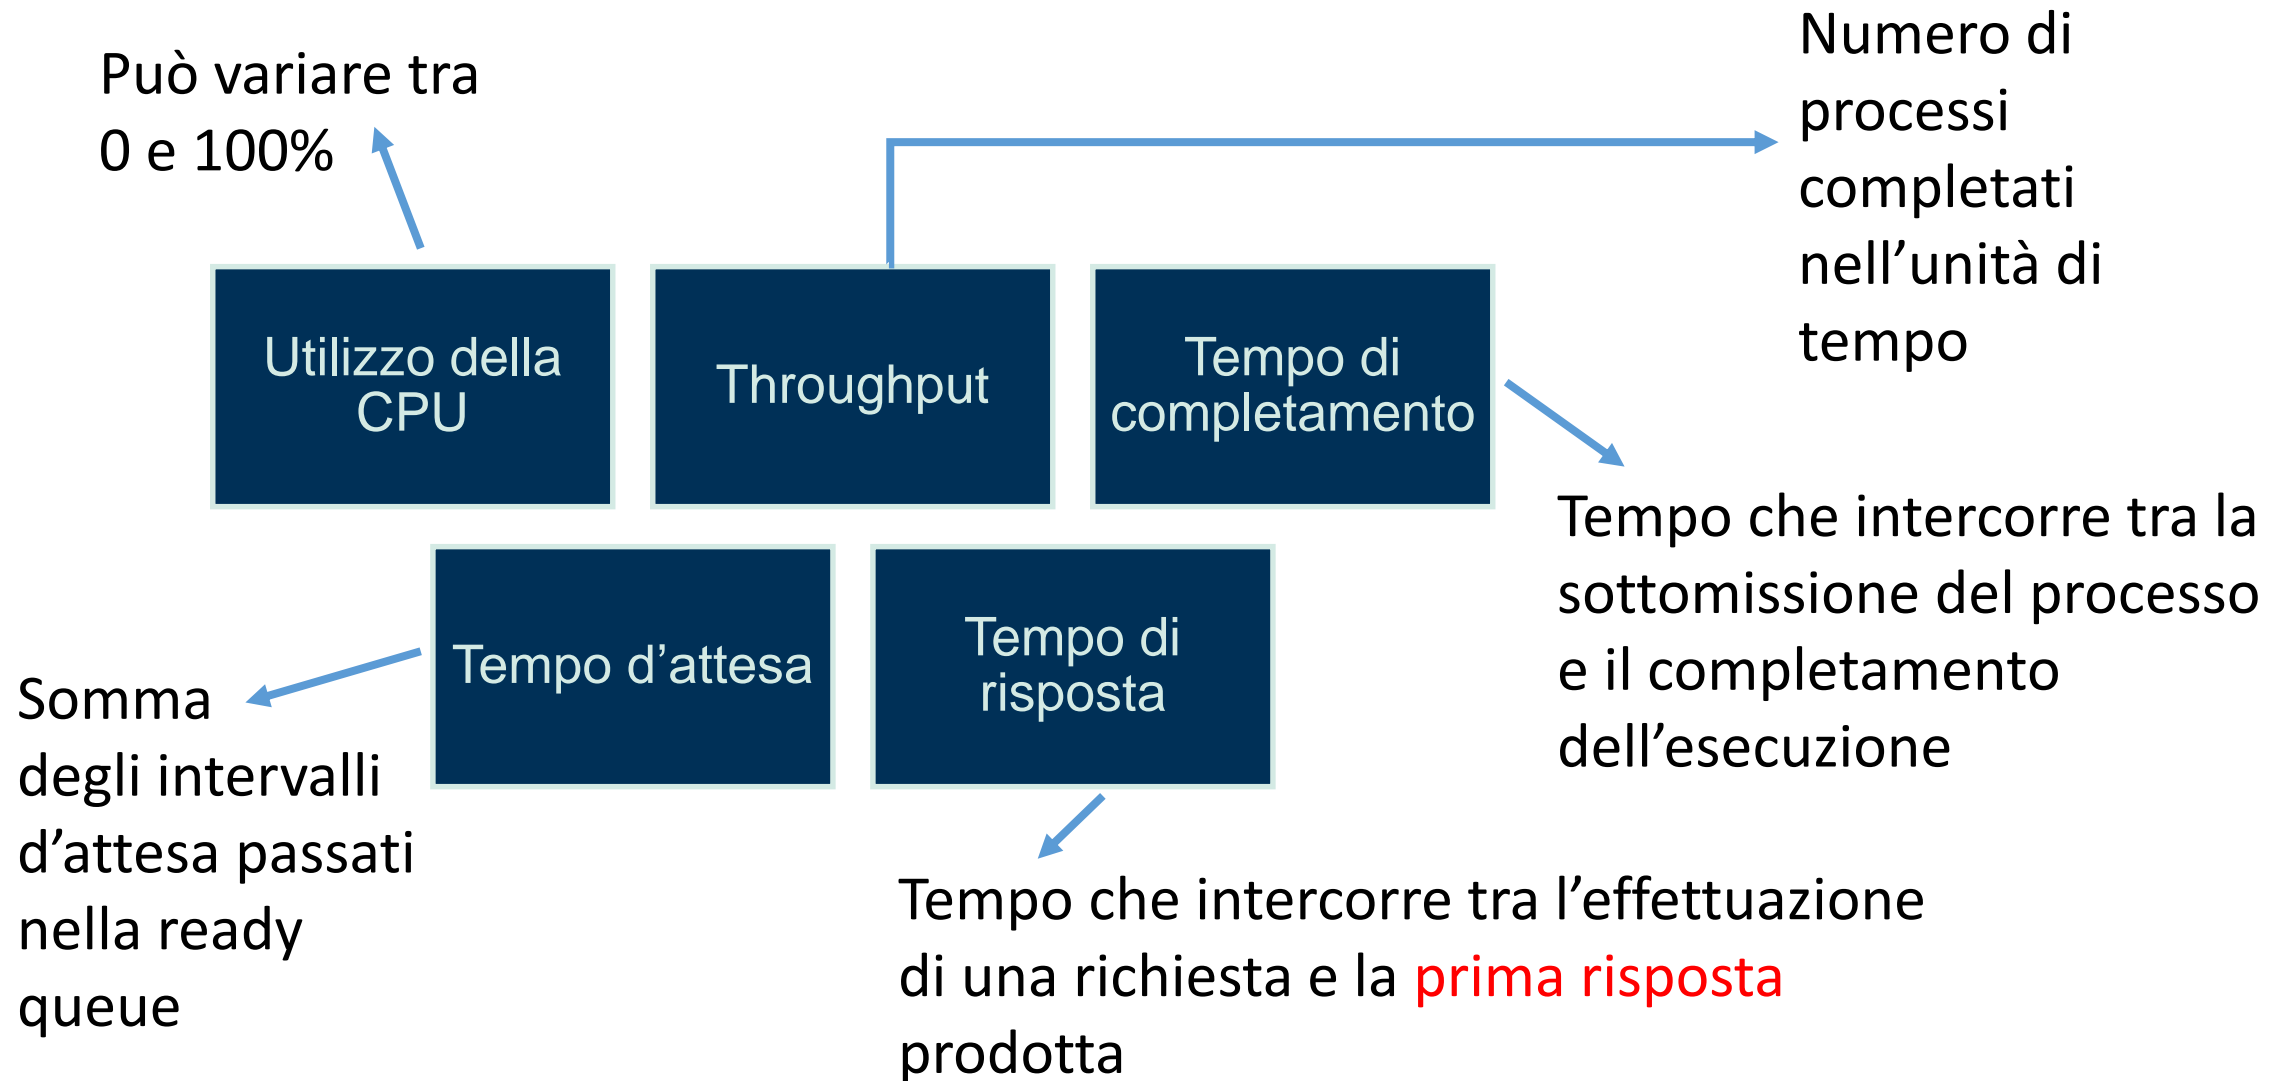 Può variare tra
0 e 100%
Numero di
processi
completati
nell’unità di
tempo
Utilizzo della
CPU
Throughput
Tempo di
completamento
Tempo che intercorre tra la
sottomissione del processo
e il completamento
dell’esecuzione
Tempo d’attesa
Tempo di
risposta
Somma
degli intervalli
d’attesa passati
nella ready
queue
Tempo che intercorre tra l’effettuazione
di una richiesta e la prima risposta
prodotta